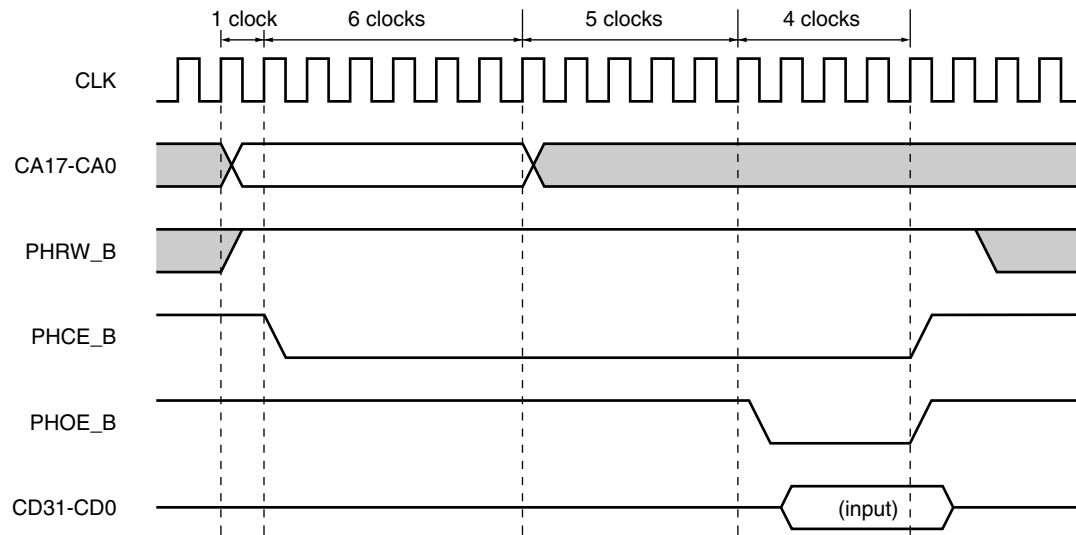 1 clock 6 clocks 5 clocks 4 clocks
CLK
CA17-CA0
PHRW_B
PHCE_B
PHOE_B
CD31-CD0 (input)